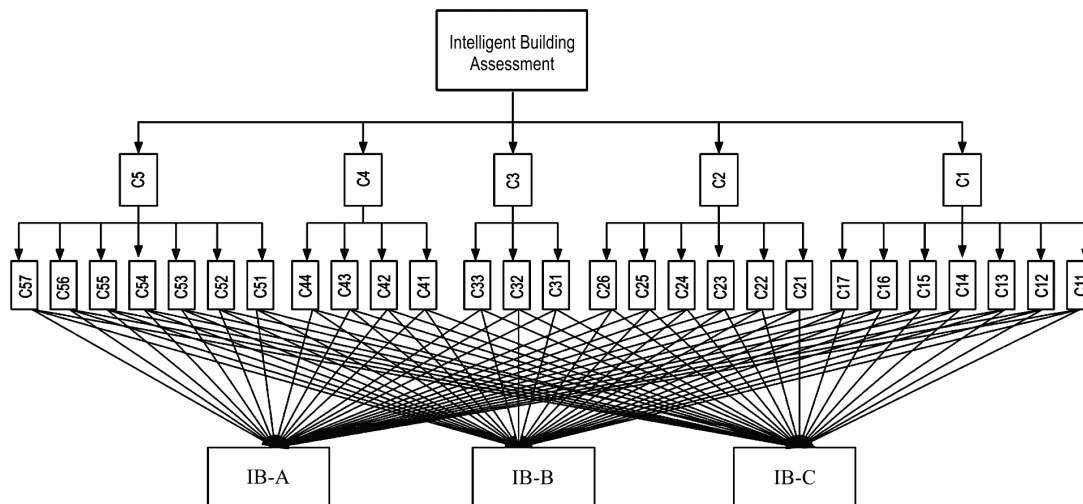 Intelligent Building
Assessment
C5
C4
C3
C2
C1
C57
C56
C55
C54
C53
C52
C51
C44
C43
C42
C41
C33
C32
C31
C26
C25
C24
C23
C22
C21
C17
C16
C15
C14
C13
C12
C11
IB-A
IB-B
IB-C